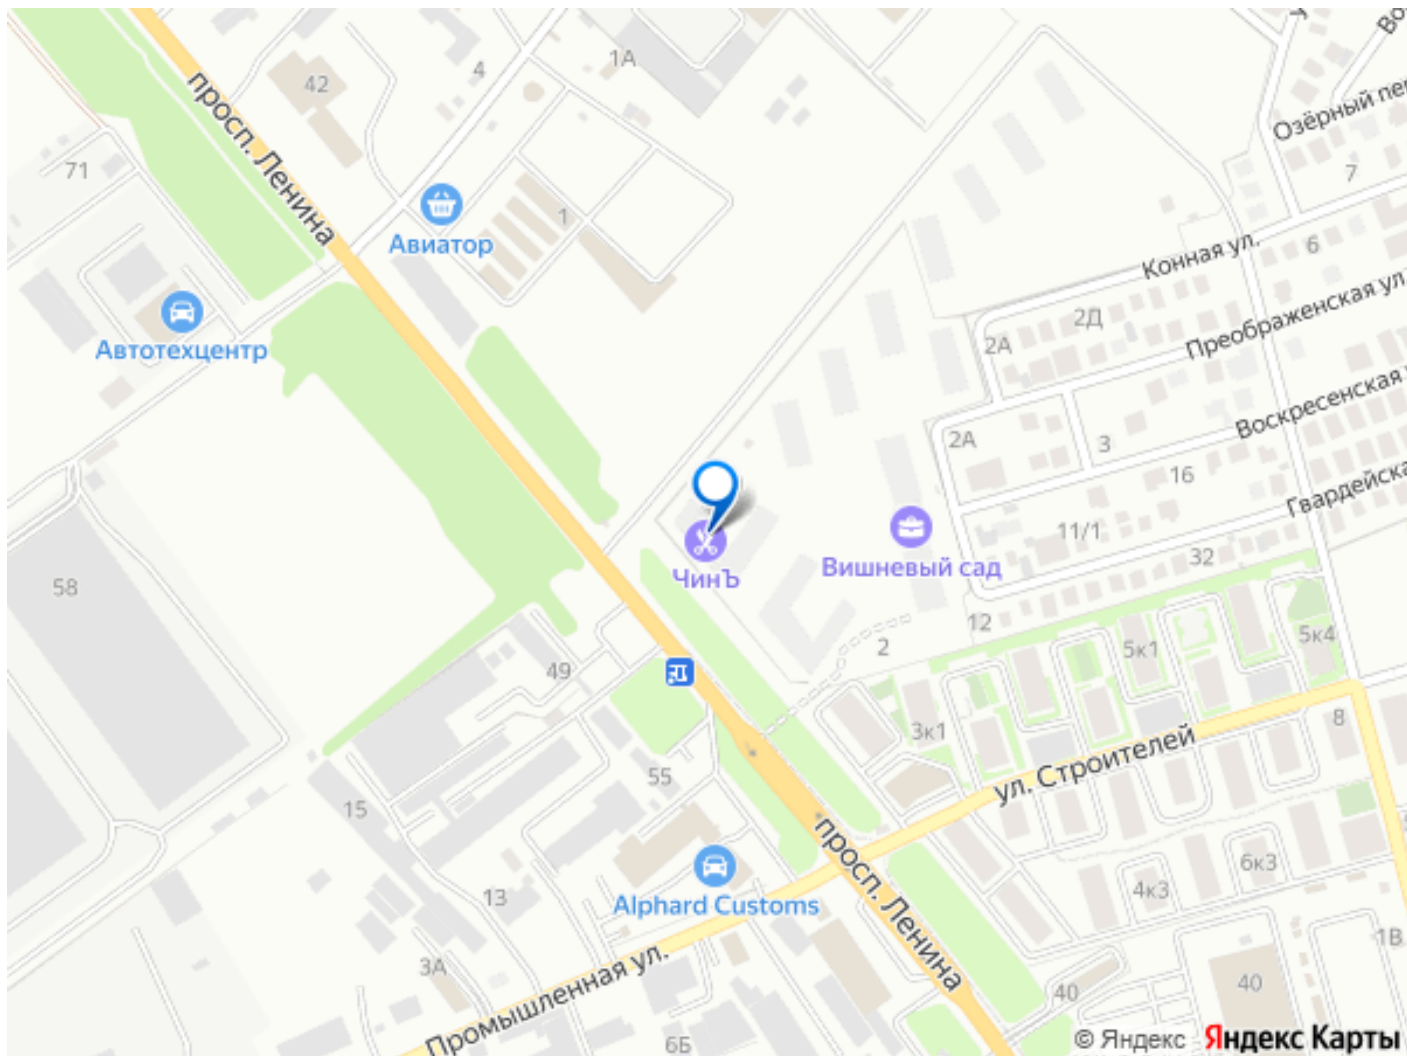 1А
4
42
просп. Ленина
71
Озёрный пер
7
Авиатор
1
Конная ул.
6
Преображенская ул.
2Д
2А
Автотехцентр
Воскресенская
2А
3
16
Гвардейска
11/1
32
ЧинЪ
Вишневый сад
58
12
2
5к1
5к4
49
3к1
8
ул. Строителей
55
15
просп. Ленина
6к3
4к3
13
Alphard Customs
1В
3А
40
40
Промышленная ул.
6Б
© Яндекс Яндекс Карты